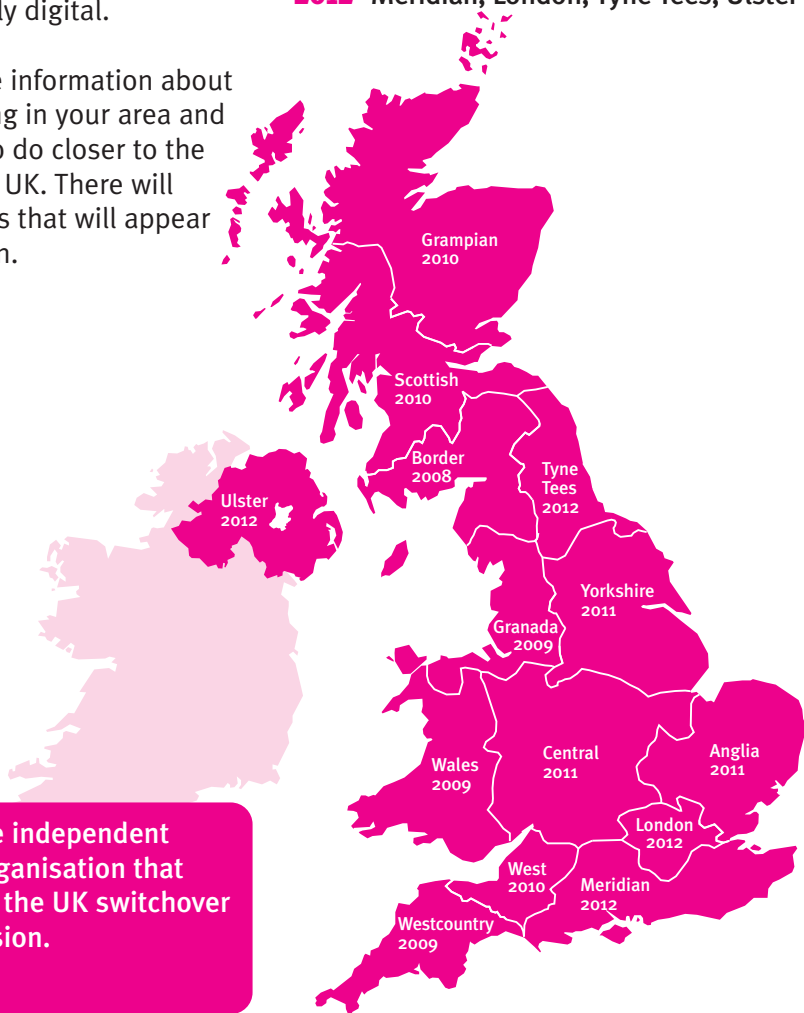 ly digital.
2012 Meridian, London, Tyne Tees, Ulster
e information about
g in your area and
o do closer to the
UK. There will
s that will appear
n.
Grampian
2010
Scottish
2010
Border
2008
Tyne
Tees
2012
Ulster
2012
Yorkshire
2011
Granada
2009
Wales
2009
Central
2011
Anglia
2011
London
2012
West
2010
Meridian
2012
Westcountry
2009
e independent
rganisation that
the UK switchover
sion.